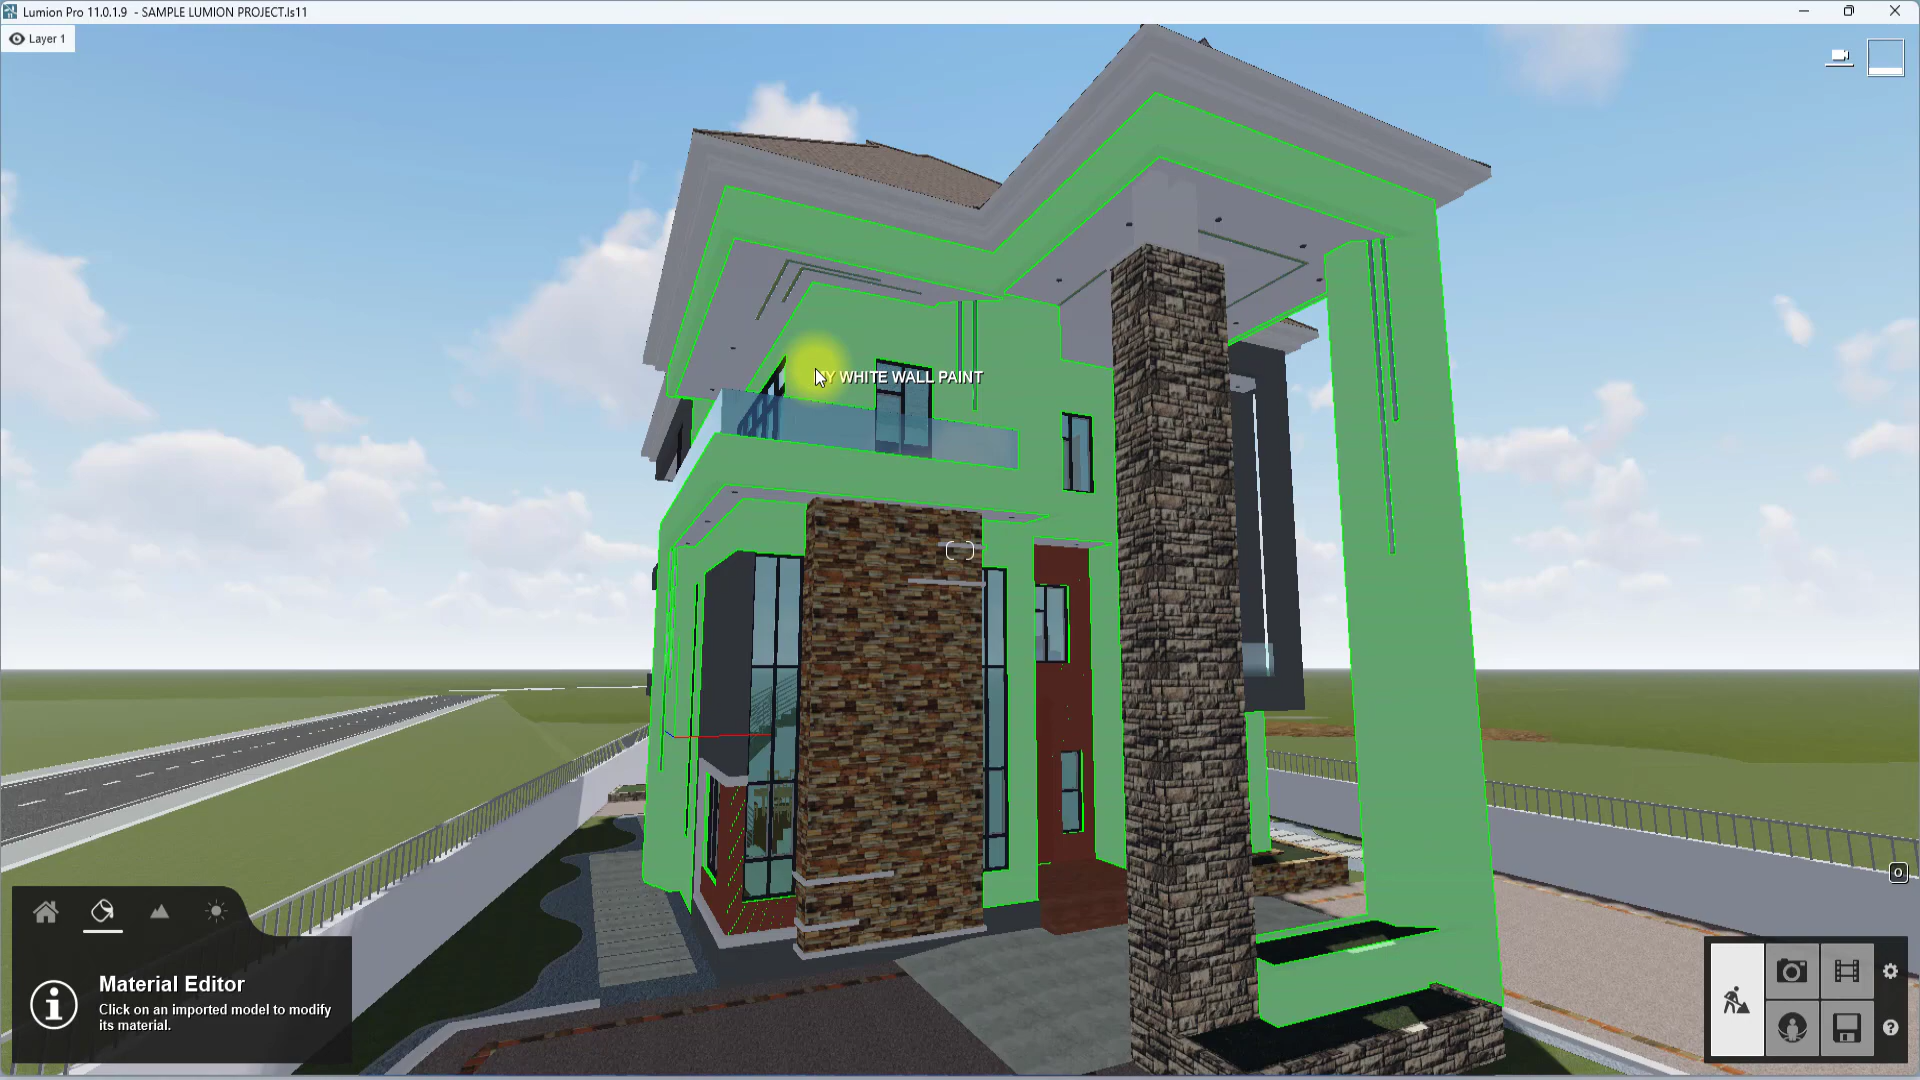 Lumion Pro 11.0.1.9 - SAMPLE LUMION PROJECT.ls11
Layer 1
MY WHITE WALL PAINT
Material Editor
Click on an imported model to modify
its material.